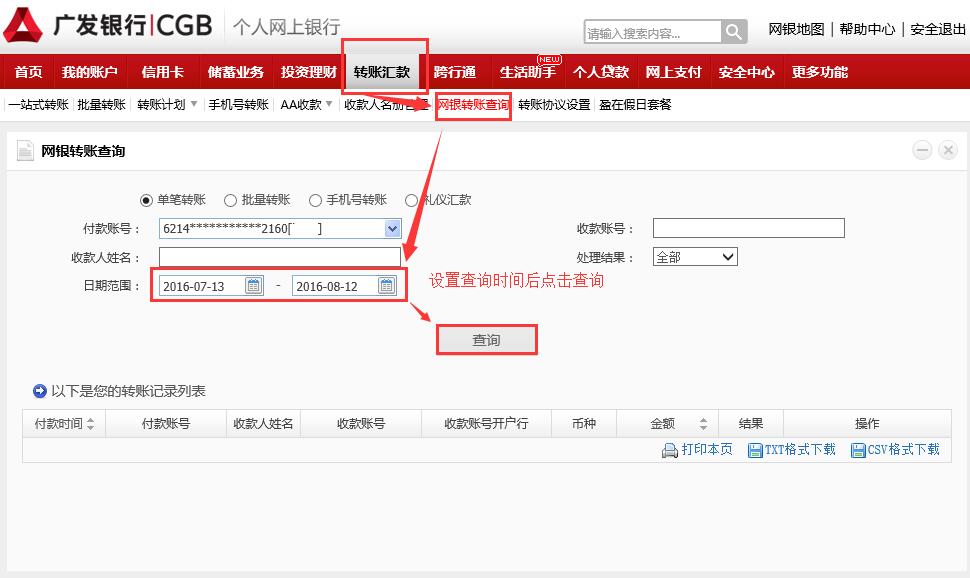 广发银行|CGB 个人网上银行 请输入搜索内容... 网银地图 | 帮助中心 | 安全退出
首页 我的账户 信用卡 储蓄业务 投资理财 转账汇款 跨行通 生活助手 NEW 个人贷款 网上支付 安全中心 更多功能
一站式转账 批量转账 转账计划 手机号转账 AA收款 收款人名册管理 网银转账查询 转账协议设置 盈在假日套餐
网银转账查询
单笔转账 批量转账 手机号转账 礼仪汇款
付款账号: 6214***********2160[ ] 收款账号:
收款人姓名: 处理结果: 全部
日期范围: 2016-07-13 - 2016-08-12 设置查询时间后点击查询
查询
以下是您的转账记录列表
付款时间 付款账号 收款人姓名 收款账号 收款账号开户行 币种 金额 结果 操作
打印本页 TXT格式下载 CSV格式下载